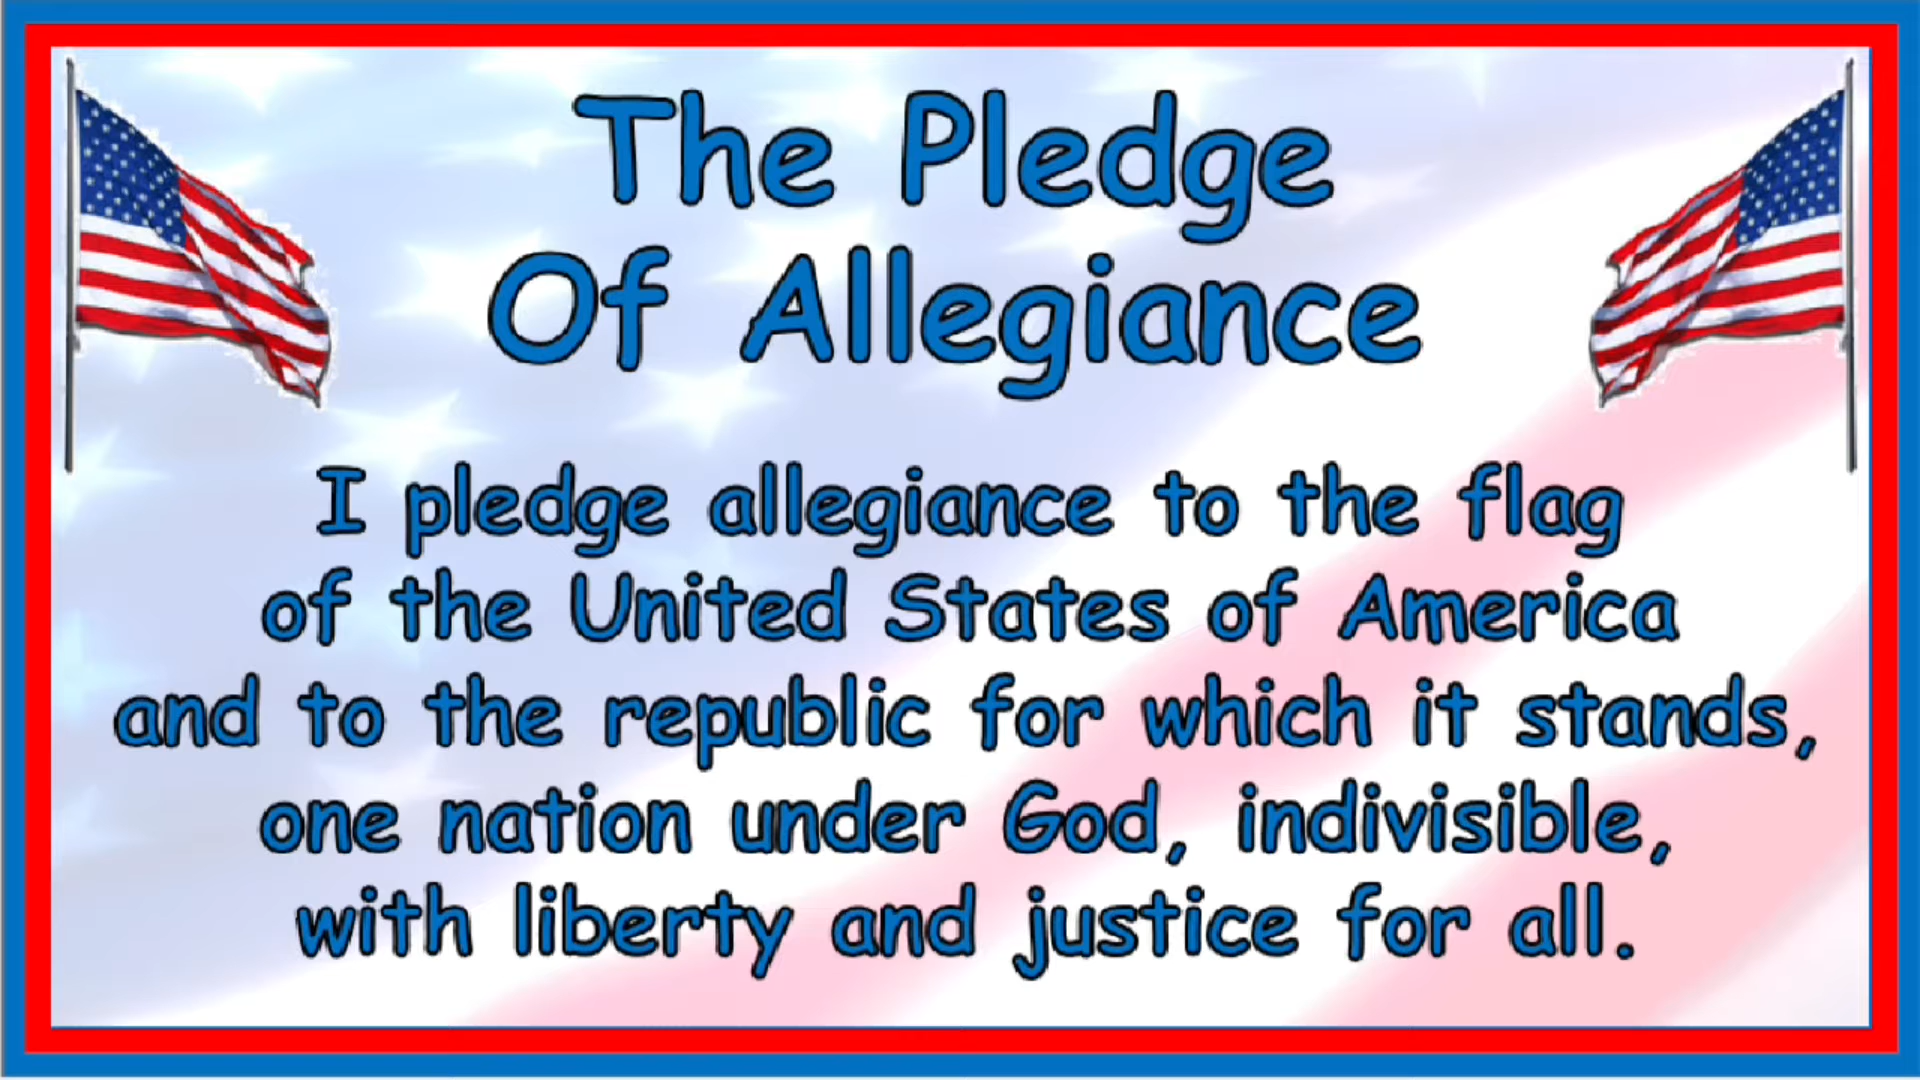 The Pledge
Of Allegiance
I pledge allegiance to the flag
of the United States of America
and to the republic for which it stands,
one nation under God, indivisible,
with liberty and justice for all.